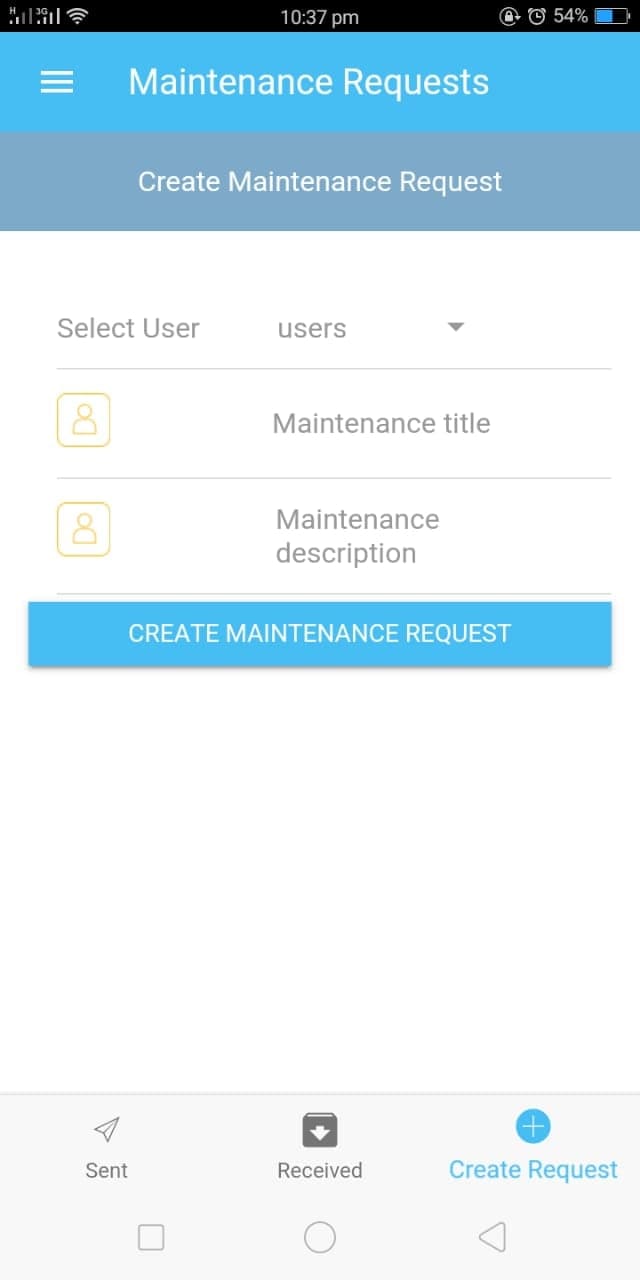 H 3G 10:37 pm 54%
Maintenance Requests
Create Maintenance Request
Select User users
Maintenance title
Maintenance
description
CREATE MAINTENANCE REQUEST
Sent Received Create Request